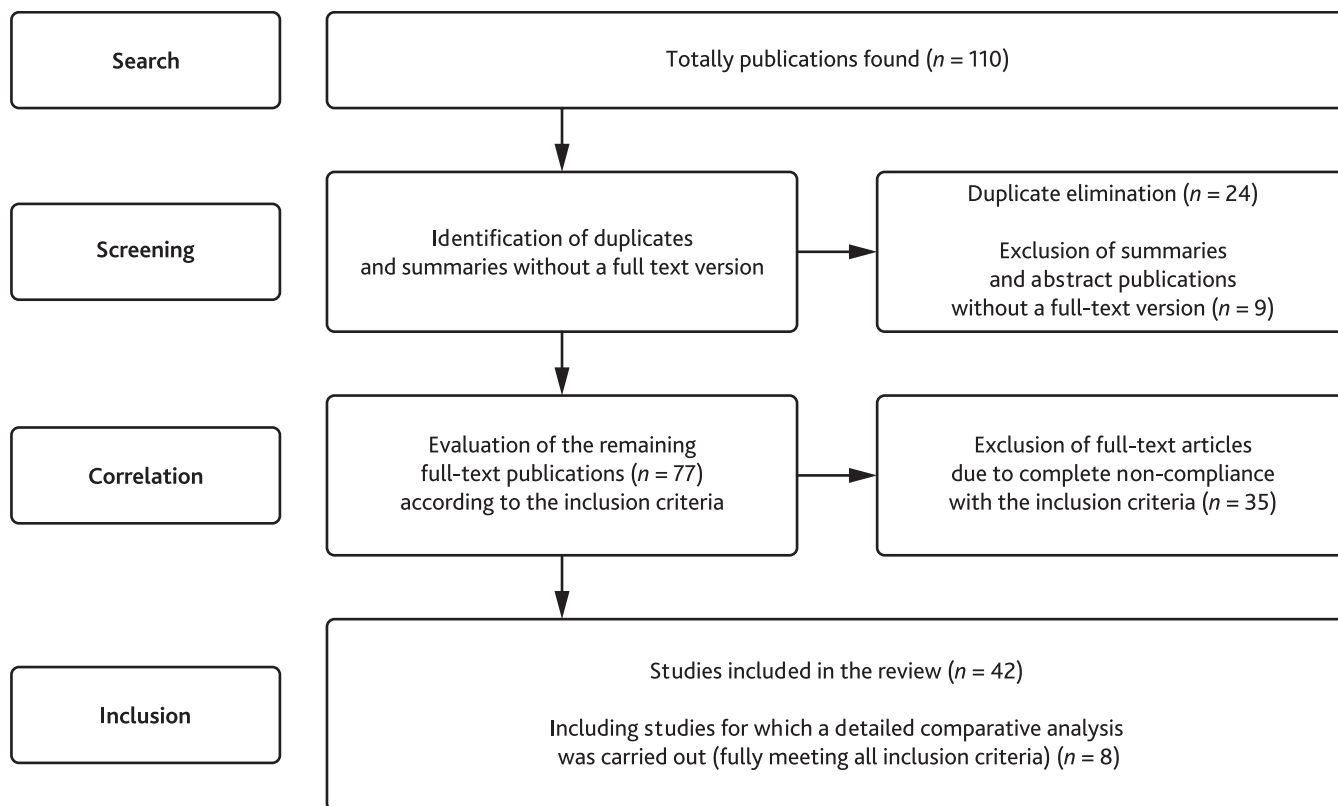 Search
Totally publications found (n = 110)
Screening
Identification of duplicates
and summaries without a full text version
Duplicate elimination (n = 24)
Exclusion of summaries
and abstract publications
without a full-text version (n = 9)
Correlation
Evaluation of the remaining
full-text publications (n = 77)
according to the inclusion criteria
Exclusion of full-text articles
due to complete non-compliance
with the inclusion criteria (n = 35)
Inclusion
Studies included in the review (n = 42)
Including studies for which a detailed comparative analysis
was carried out (fully meeting all inclusion criteria) (n = 8)